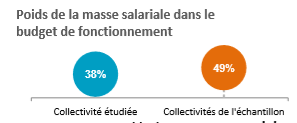 Poids de la masse salariale dans le
budget de fonctionnement
38%
49%
Collectivité étudiée
Collectivités de l'échantillon